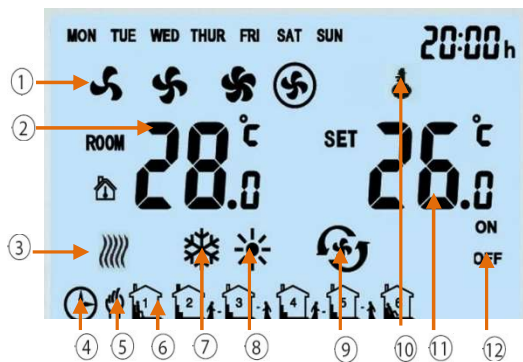 MON TUE WED THUR FRI SAT SUN 20:00h
①
② ROOM 28.0 °C SET 26.0 °C
③ ON
OFF
1 2 3 4 5 6
④ ⑤ ⑥ ⑦ ⑧ ⑨ ⑩ ⑪ ⑫